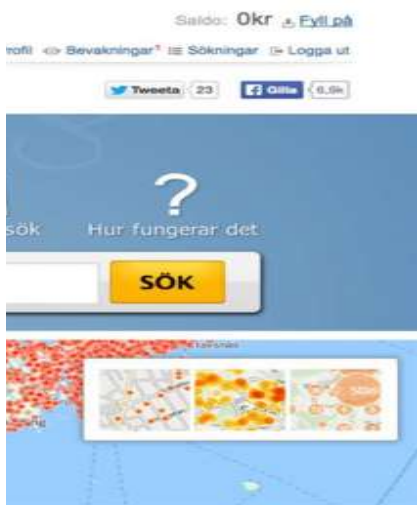 Saldo: 0kr Fyll på
rofil Bevakningar Sökningar Logga ut
Tweeta 23 Gilla 6,9k
sök Hur fungerar det
?
SÖK